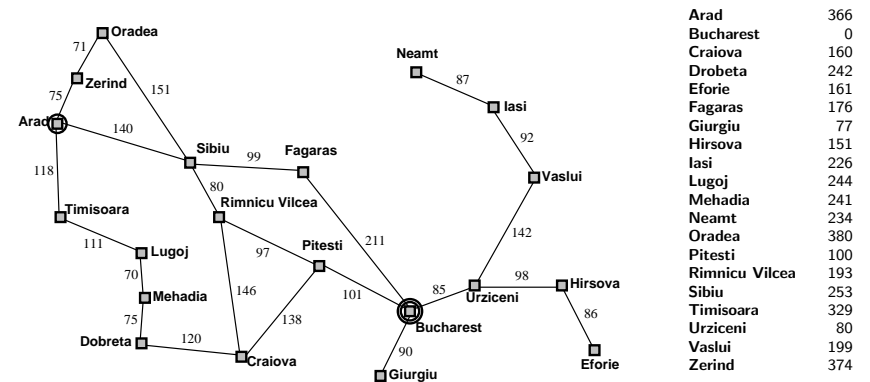 Oradea
71
Neamt
Zerind
87
151
75
Iasi
Arad
140
92
Sibiu
Fagaras
99
118
Vaslui
80
Timisoara
Rimnicu Vilcea
142
111
211
Lugoj
97
Pitesti
70
98
Hirsova
146
101
85
Urziceni
Mehadia
86
75
138
Bucharest
Dobreta
120
90
Craiova
Eforie
Giurgiu
Arad 366
Bucharest 0
Craiova 160
Drobeta 242
Eforie 161
Fagaras 176
Giurgiu 77
Hirsova 151
Iasi 226
Lugoj 244
Mehadia 241
Neamt 234
Oradea 380
Pitesti 100
Rimnicu Vilcea 193
Sibiu 253
Timisoara 329
Urziceni 80
Vaslui 199
Zerind 374